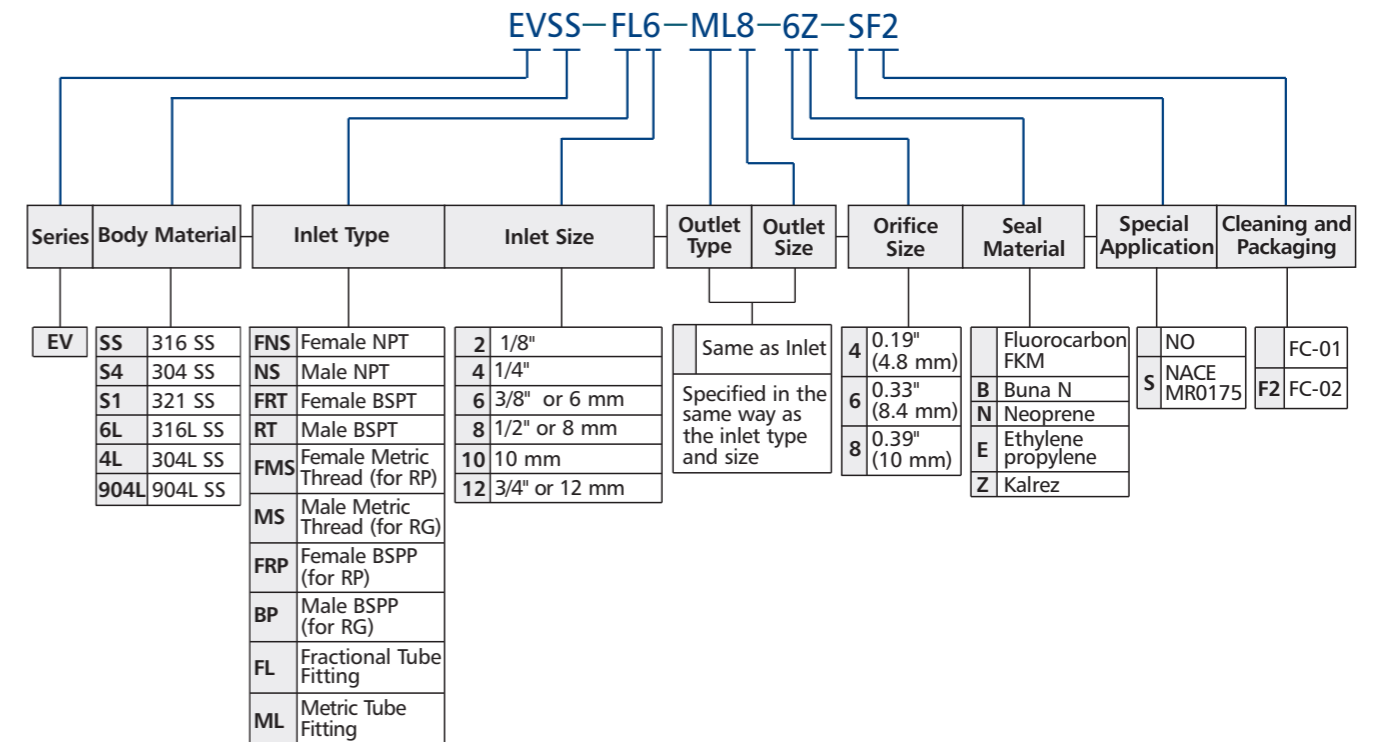 EVSS—FL6—ML8—6Z—SF2
Series
Body Material
Inlet Type
Inlet Size
Outlet
Type
Outlet
Size
Orifice
Size
Seal
Material
Special
Application
Cleaning and
Packaging
EV
SS 316 SS
S4 304 SS
S1 321 SS
6L 316L SS
4L 304L SS
904L 904L SS
FNS Female NPT
NS Male NPT
FRT Female BSPT
RT Male BSPT
FMS Female Metric
Thread (for RP)
MS Male Metric
Thread (for RG)
FRP Female BSPP
(for RP)
BP Male BSPP
(for RG)
FL Fractional Tube
Fitting
ML Metric Tube
Fitting
2 1/8"
4 1/4"
6 3/8" or 6 mm
8 1/2" or 8 mm
10 10 mm
12 3/4" or 12 mm
Same as Inlet
Specified in the
same way as
the inlet type
and size
4 0.19"
(4.8 mm)
6 0.33"
(8.4 mm)
8 0.39"
(10 mm)
Fluorocarbon
FKM
B Buna N
N Neoprene
E Ethylene
propylene
Z Kalrez
NO
S NACE
MR0175
FC-01
F2 FC-02